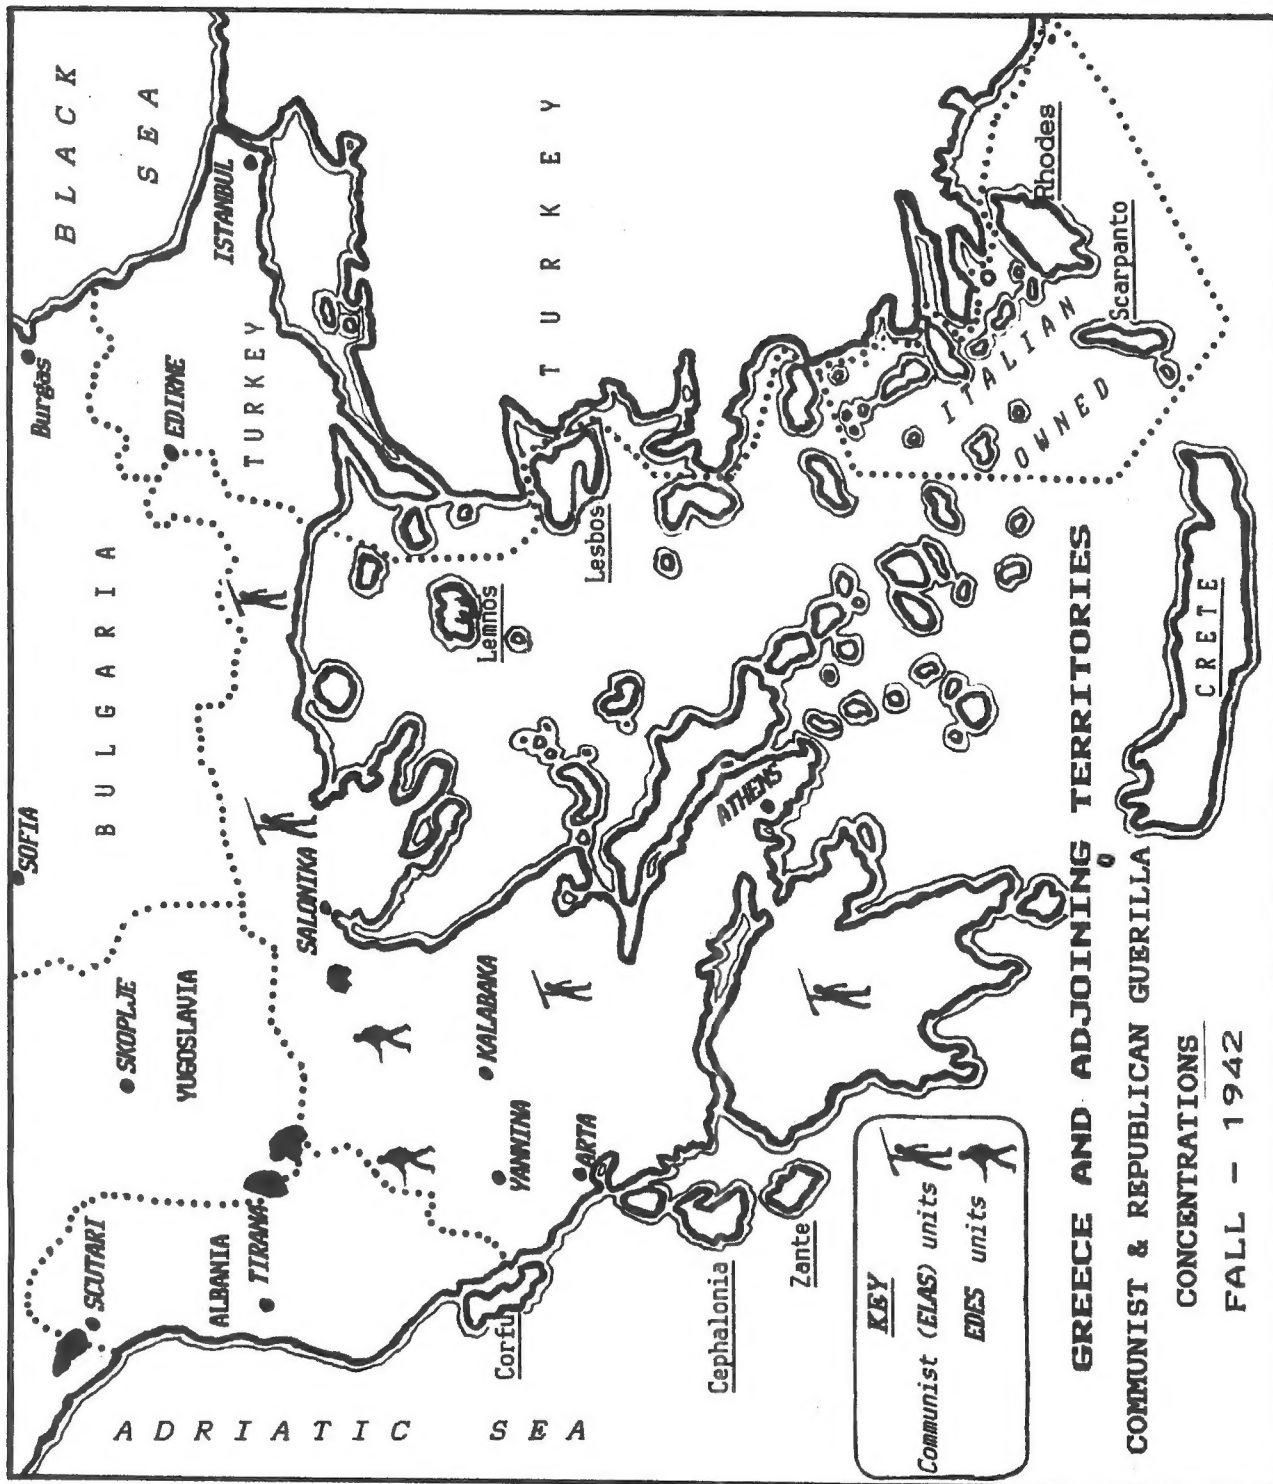 BLACK
SEA
Burgas
ISTANBUL
EDIRNE
TURKEY
BULGARIA
SOFIA
SKOPLJE
YUGOSLAVIA
SCUTARI
ALBANIA
TIRANA
ADRIATIC SEA
SALONIKA
KALABAKA
YANNINA
ARTA
Corfu
Cephalonia
Zante
ATHENS
Lemnos
Lesbos
TURKEY
Rhodes
Scarpanto
ITALIAN
OWNED
CRETE
KEY
Communist (ELAS) units
EDES units
GREECE AND ADJOINING TERRITORIES
COMMUNIST & REPUBLICAN GUERILLA
CONCENTRATIONS
FALL - 1942